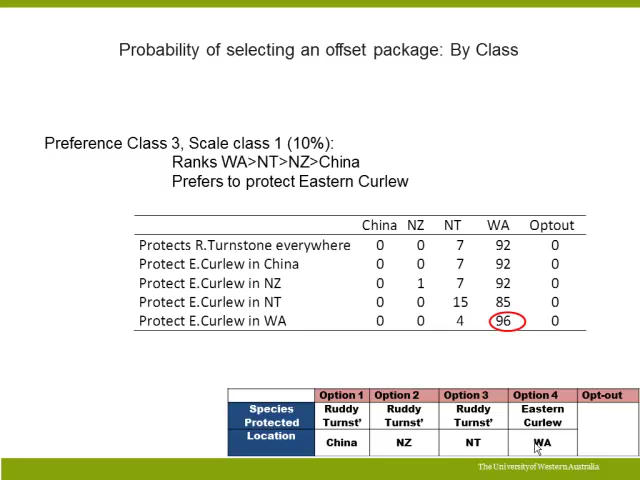 Probability of selecting an offset package: By Class
Preference Class 3, Scale class 1 (10%):
Ranks WA>NT>NZ>China
Prefers to protect Eastern Curlew
China NZ NT WA Optout
Protects R.Turnstone everywhere 0 0 7 92 0
Protect E.Curlew in China 0 0 7 92 0
Protect E.Curlew in NZ 0 1 7 92 0
Protect E.Curlew in NT 0 0 15 85 0
Protect E.Curlew in WA 0 0 4 96 0
Option 1 Option 2 Option 3 Option 4 Opt-out
Species Protected Ruddy Turnst' Ruddy Turnst' Ruddy Turnst' Eastern Curlew
Location China NZ NT WA
The University of Western Australia